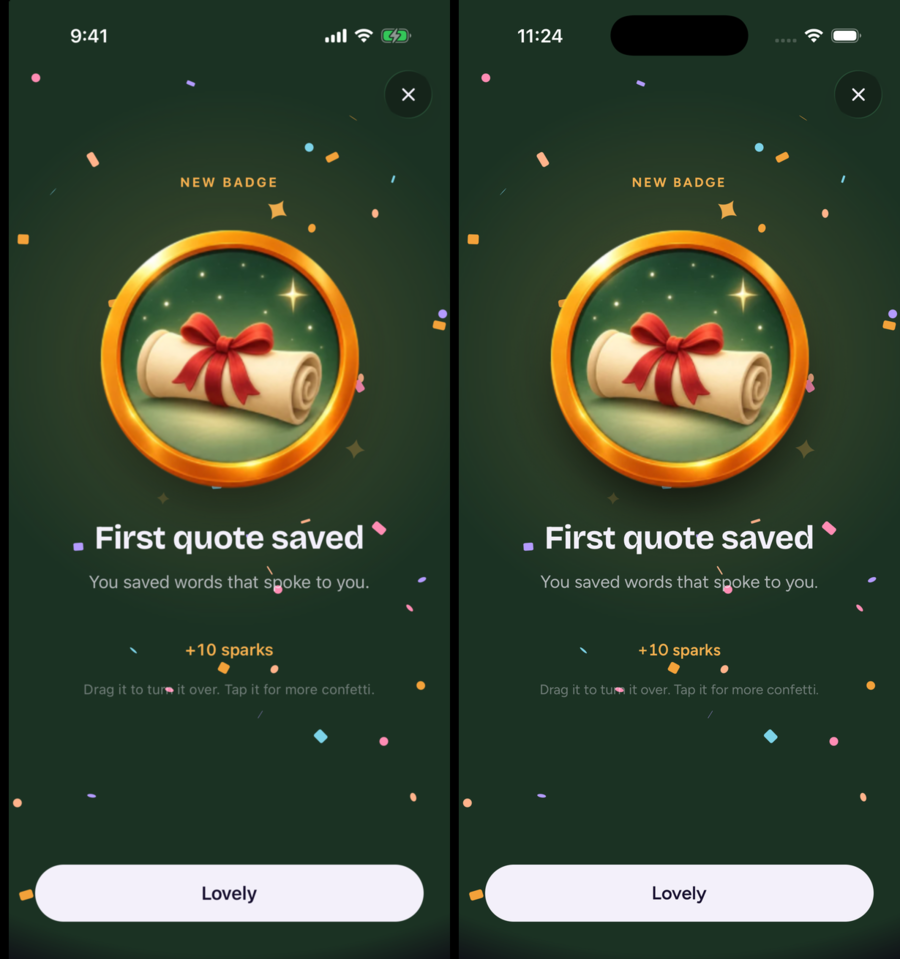 9:41
NEW BADGE
First quote saved
You saved words that spoke to you.
+10 sparks
Drag it to turn it over. Tap it for more confetti.
Lovely
11:24
NEW BADGE
First quote saved
You saved words that spoke to you.
+10 sparks
Drag it to turn it over. Tap it for more confetti.
Lovely